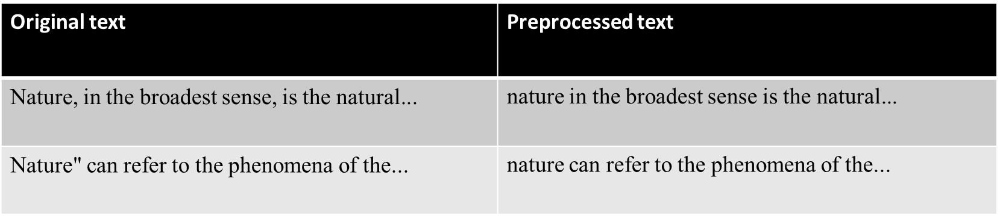 Original text
Preprocessed text
Nature, in the broadest sense, is the natural...
nature in the broadest sense is the natural...
Nature" can refer to the phenomena of the...
nature can refer to the phenomena of the...